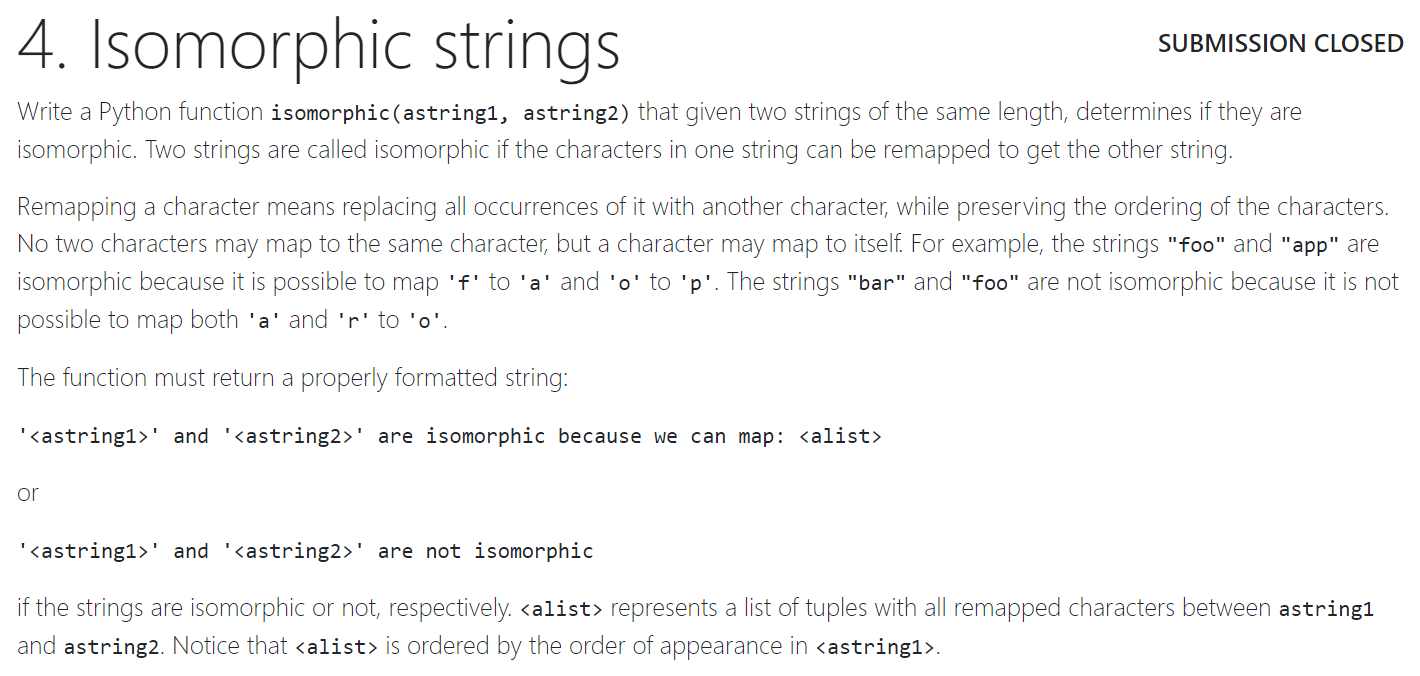 4. Isomorphic strings
SUBMISSION CLOSED
Write a Python function isomorphic(astring1, astring2) that given two strings of the same length, determines if they are
isomorphic. Two strings are called isomorphic if the characters in one string can be remapped to get the other string.
Remapping a character means replacing all occurrences of it with another character, while preserving the ordering of the characters.
No two characters may map to the same character, but a character may map to itself. For example, the strings "foo" and "app" are
isomorphic because it is possible to map 'f' to 'a' and 'o' to 'p'. The strings "bar" and "foo" are not isomorphic because it is not
possible to map both 'a' and 'r' to 'o'.
The function must return a properly formatted string:
'<astring1>' and '<astring2>' are isomorphic because we can map: <alist>
or
'<astring1>' and '<astring2>' are not isomorphic
if the strings are isomorphic or not, respectively. <alist> represents a list of tuples with all remapped characters between astring1
and astring2. Notice that <alist> is ordered by the order of appearance in <astring1>.